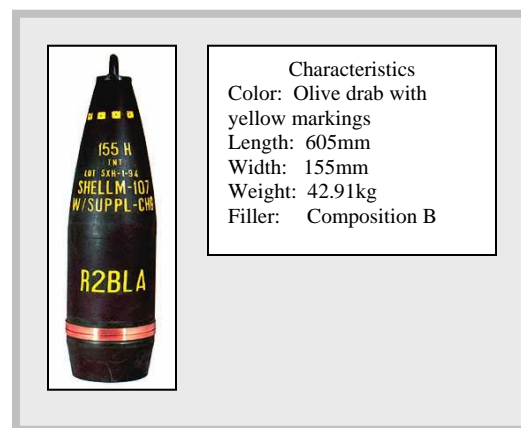 155 H
TNT
LOT SXH-1-94
SHELLM-107
W/SUPPL-CHG
R2BLA
Characteristics
Color: Olive drab with
yellow markings
Length: 605mm
Width: 155mm
Weight: 42.91kg
Filler: Composition B